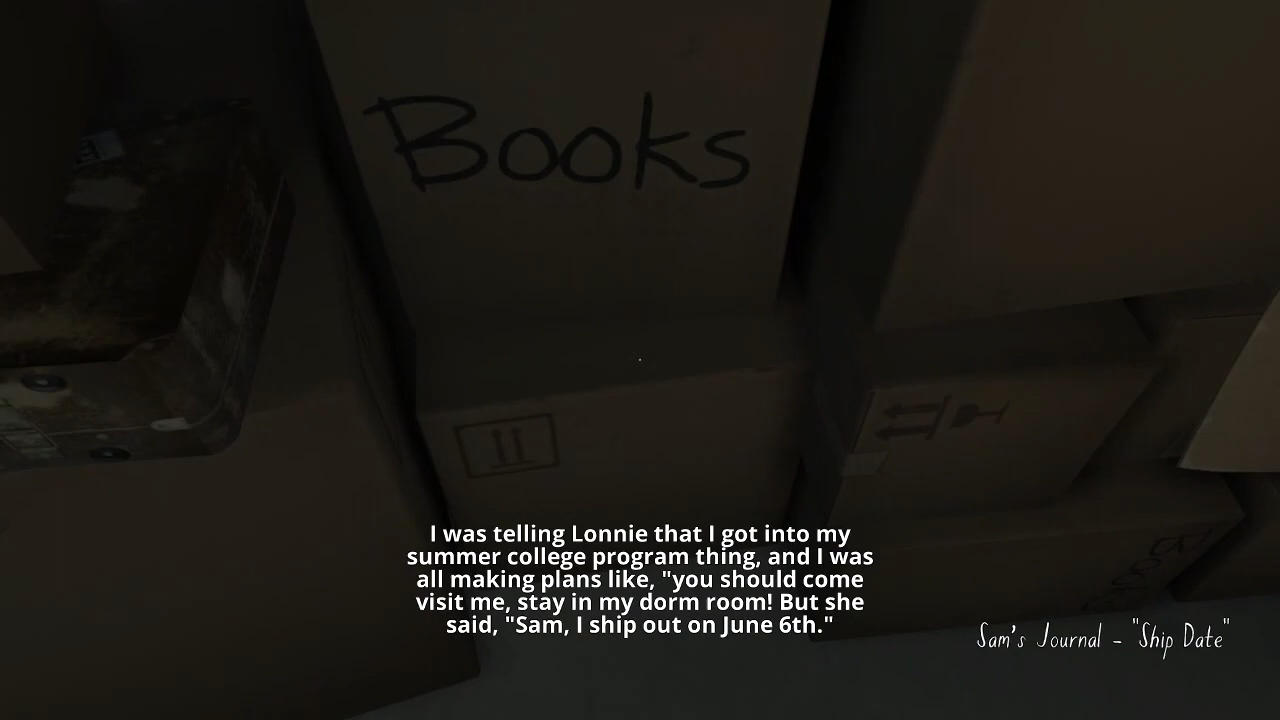 Books
I was telling Lonnie that I got into my
summer college program thing, and I was
all making plans like, "you should come
visit me, stay in my dorm room! But she
said, "Sam, I ship out on June 6th."
Sam's Journal - "Ship Date"